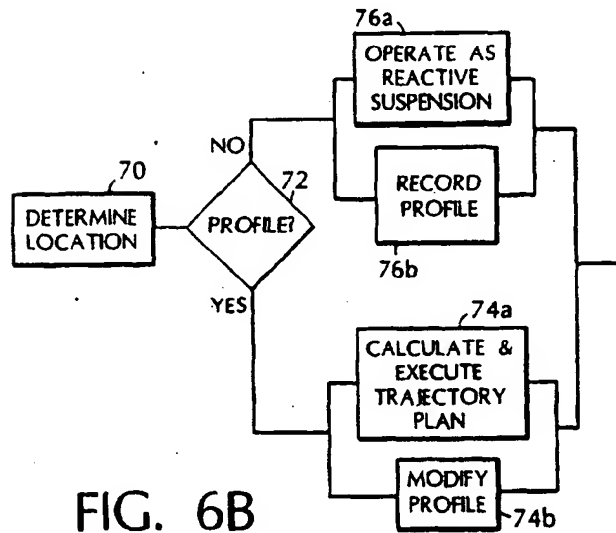 76a
OPERATE AS
REACTIVE
SUSPENSION
NO
70
72
DETERMINE
LOCATION
PROFILE?
RECORD
PROFILE
76b
YES
74a
CALCULATE &
EXECUTE
TRAJECTORY
PLAN
MODIFY
PROFILE
74b
FIG. 6B